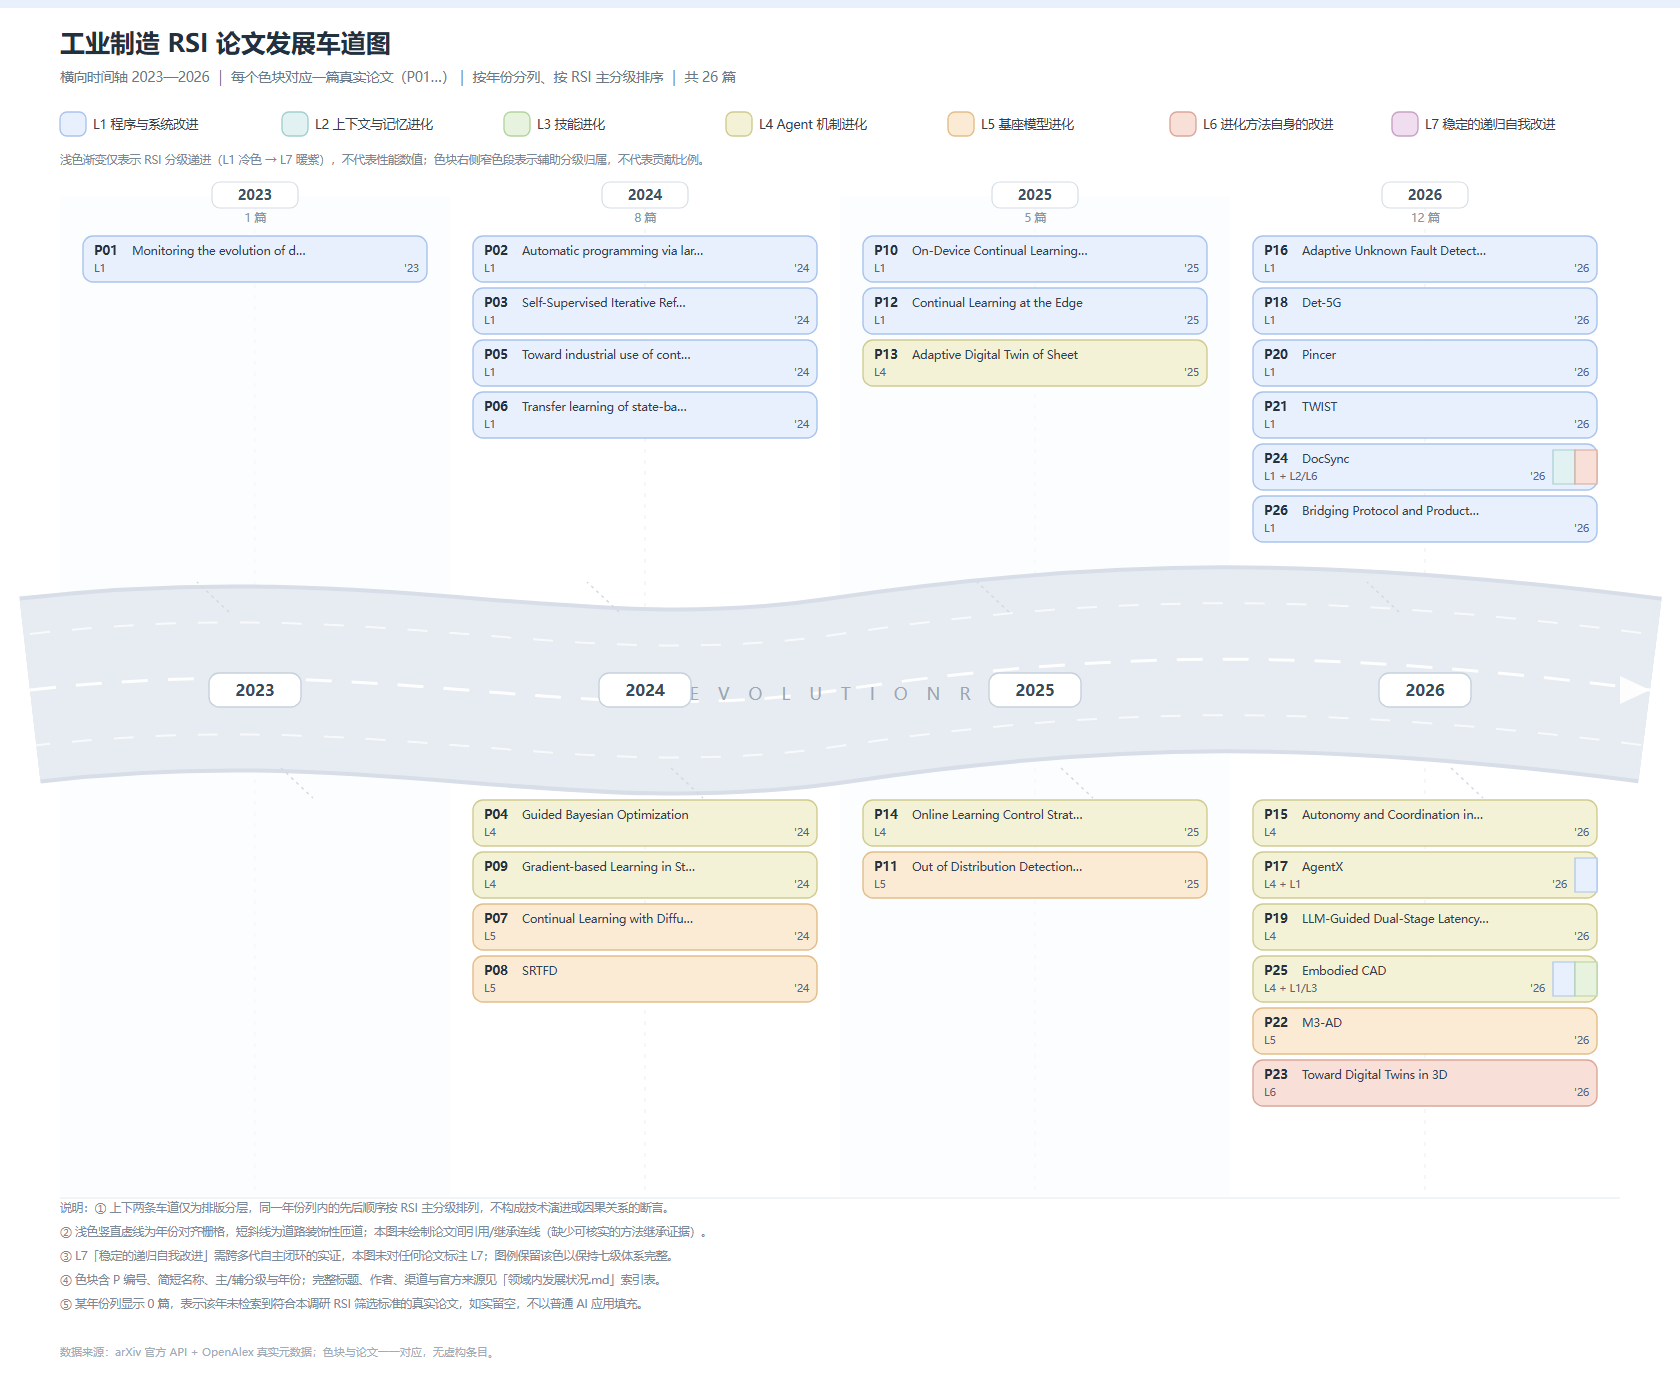 工业制造 RSI 论文发展车道图
横向时间轴 2023—2026 │ 每个色块对应一篇真实论文（P01…） │ 按年份分列、按 RSI 主分级排序 │ 共 26 篇
L1 程序与系统改进
L2 上下文与记忆进化
L3 技能进化
L4 Agent 机制进化
L5 基座模型进化
L6 进化方法自身的改进
L7 稳定的递归自我改进
浅色渐变仅表示 RSI 分级递进（L1 冷色 → L7 暖紫），不代表性能数值；色块右侧窄色段表示辅助分级归属，不代表贡献比例。
2023
1 篇
P01 Monitoring the evolution of d...
L1 '23
2024
8 篇
P02 Automatic programming via lar...
L1 '24
P03 Self-Supervised Iterative Ref...
L1 '24
P05 Toward industrial use of cont...
L1 '24
P06 Transfer learning of state-ba...
L1 '24
2025
5 篇
P10 On-Device Continual Learning...
L1 '25
P12 Continual Learning at the Edge
L1 '25
P13 Adaptive Digital Twin of Sheet
L4 '25
2026
12 篇
P16 Adaptive Unknown Fault Detect...
L1 '26
P18 Det-5G
L1 '26
P20 Pincer
L1 '26
P21 TWIST
L1 '26
P24 DocSync
L1 + L2/L6 '26
P26 Bridging Protocol and Product...
L1 '26
2023
2024
E V O L U T I O N R
2025
2026
P04 Guided Bayesian Optimization
L4 '24
P09 Gradient-based Learning in St...
L4 '24
P07 Continual Learning with Diffu...
L5 '24
P08 SRTFD
L5 '24
P14 Online Learning Control Strat...
L4 '25
P11 Out of Distribution Detection...
L5 '25
P15 Autonomy and Coordination in...
L4 '26
P17 AgentX
L4 + L1 '26
P19 LLM-Guided Dual-Stage Latency...
L4 '26
P25 Embodied CAD
L4 + L1/L3 '26
P22 M3-AD
L5 '26
P23 Toward Digital Twins in 3D
L6 '26
说明：① 上下两条车道仅为排版分层，同一年份列内的先后顺序按 RSI 主分级排列，不构成技术演进或因果关系的断言。
② 浅色竖直虚线为年份对齐栅格，短斜线为道路装饰性匝道；本图未绘制论文间引用/继承连线（缺少可核实的方法继承证据）。
③ L7「稳定的递归自我改进」需跨多代自主闭环的实证，本图未对任何论文标注 L7；图例保留该色以保持七级体系完整。
④ 色块含 P 编号、简短名称、主/辅分级与年份；完整标题、作者、渠道与官方来源见「领域内发展状况.md」索引表。
⑤ 某年份列显示 0 篇，表示该年未检索到符合本调研 RSI 筛选标准的真实论文，如实留空，不以普通 AI 应用填充。
数据来源：arXiv 官方 API + OpenAlex 真实元数据；色块与论文一一对应，无虚构条目。